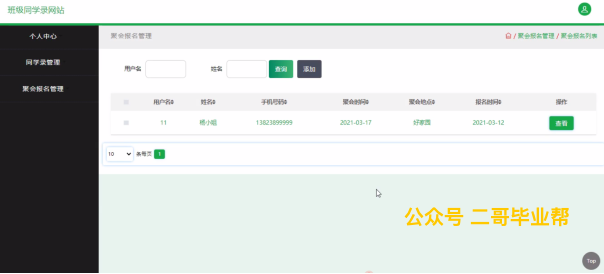 班级同学录网站
个人中心
同学录管理
聚会报名管理
聚会报名管理
/ 聚会报名管理 / 聚会报名列表
用户名 姓名 查询 添加
用户名 姓名 手机号码 聚会时间 聚会地点 报名时间 操作
11 杨小姐 13823899999 2021-03-17 好家园 2021-03-12 查看
10 条每页 1
公众号 二哥毕业帮
Top